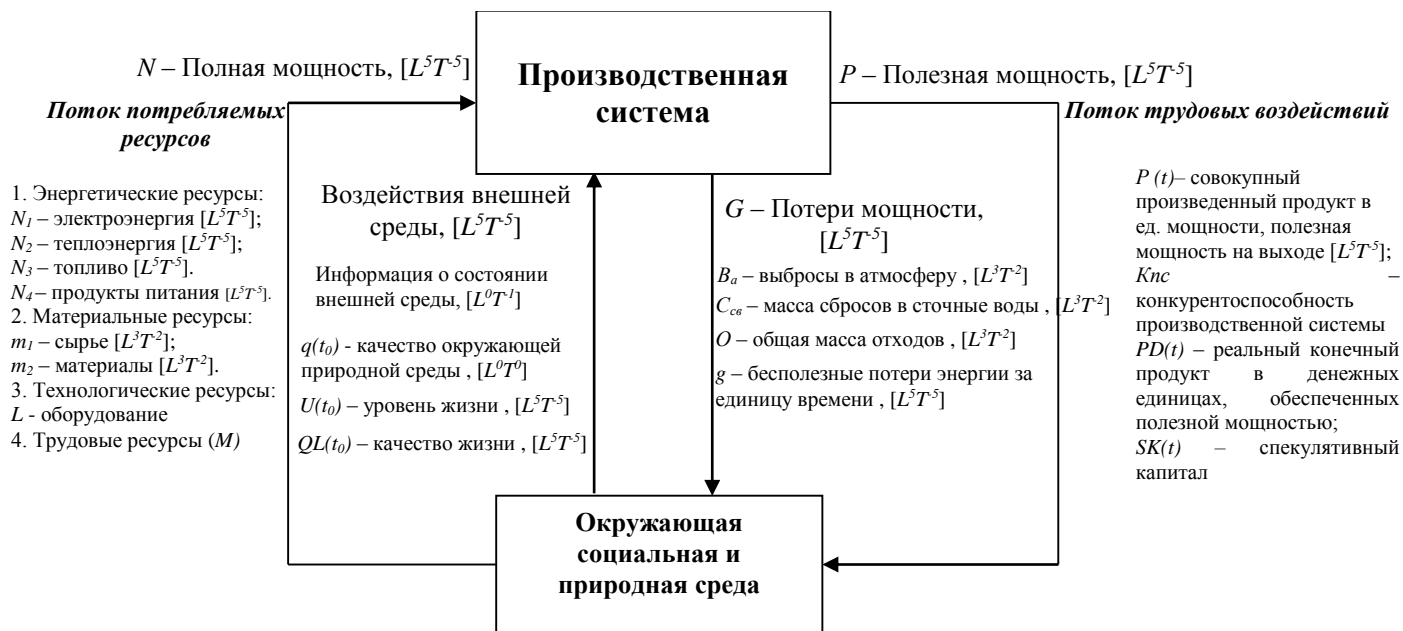 N – Полная мощность, [L⁵T⁻⁵]
Поток потребляемых
ресурсов
1. Энергетические ресурсы:
N₁ – электроэнергия [L⁵T⁻⁵];
N₂ – теплоэнергия [L⁵T⁻⁵];
N₃ – топливо [L⁵T⁻⁵].
N₄ – продукты питания [L⁵T⁻⁵].
2. Материальные ресурсы:
m₁ – сырье [L³T⁻²];
m₂ – материалы [L³T⁻²].
3. Технологические ресурсы:
L - оборудование
4. Трудовые ресурсы (M)
Производственная
система
Воздействия внешней
среды, [L⁵T⁻⁵]
Информация о состоянии
внешней среды, [L⁰T⁻¹]
q(t₀) - качество окружающей
природной среды , [L⁰T⁰]
U(t₀) – уровень жизни , [L⁵T⁻⁵]
QL(t₀) – качество жизни , [L⁵T⁻⁵]
G – Потери мощности,
[L⁵T⁻⁵]
Bₐ – выбросы в атмосферу , [L³T⁻²]
Cсв – масса сбросов в сточные воды , [L³T⁻²]
O – общая масса отходов , [L³T⁻²]
g – бесполезные потери энергии за
единицу времени , [L⁵T⁻⁵]
P – Полезная мощность, [L⁵T⁻⁵]
Поток трудовых воздействий
P (t)– совокупный
произведенный продукт в
ед. мощности, полезная
мощность на выходе [L⁵T⁻⁵];
Кпс –
конкурентоспособность
производственной системы
PD(t) – реальный конечный
продукт в денежных
единицах, обеспеченных
полезной мощностью;
SK(t) – спекулятивный
капитал
Окружающая
социальная и
природная среда